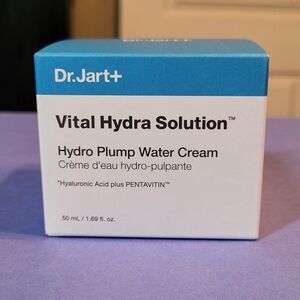 Dr.Jart+
Vital Hydra Solution™
Hydro Plump Water Cream
Crème d'eau hydro-pulpante
*Hyaluronic Acid plus PENTAVITIN™
50 mL / 1.69 fl. oz.